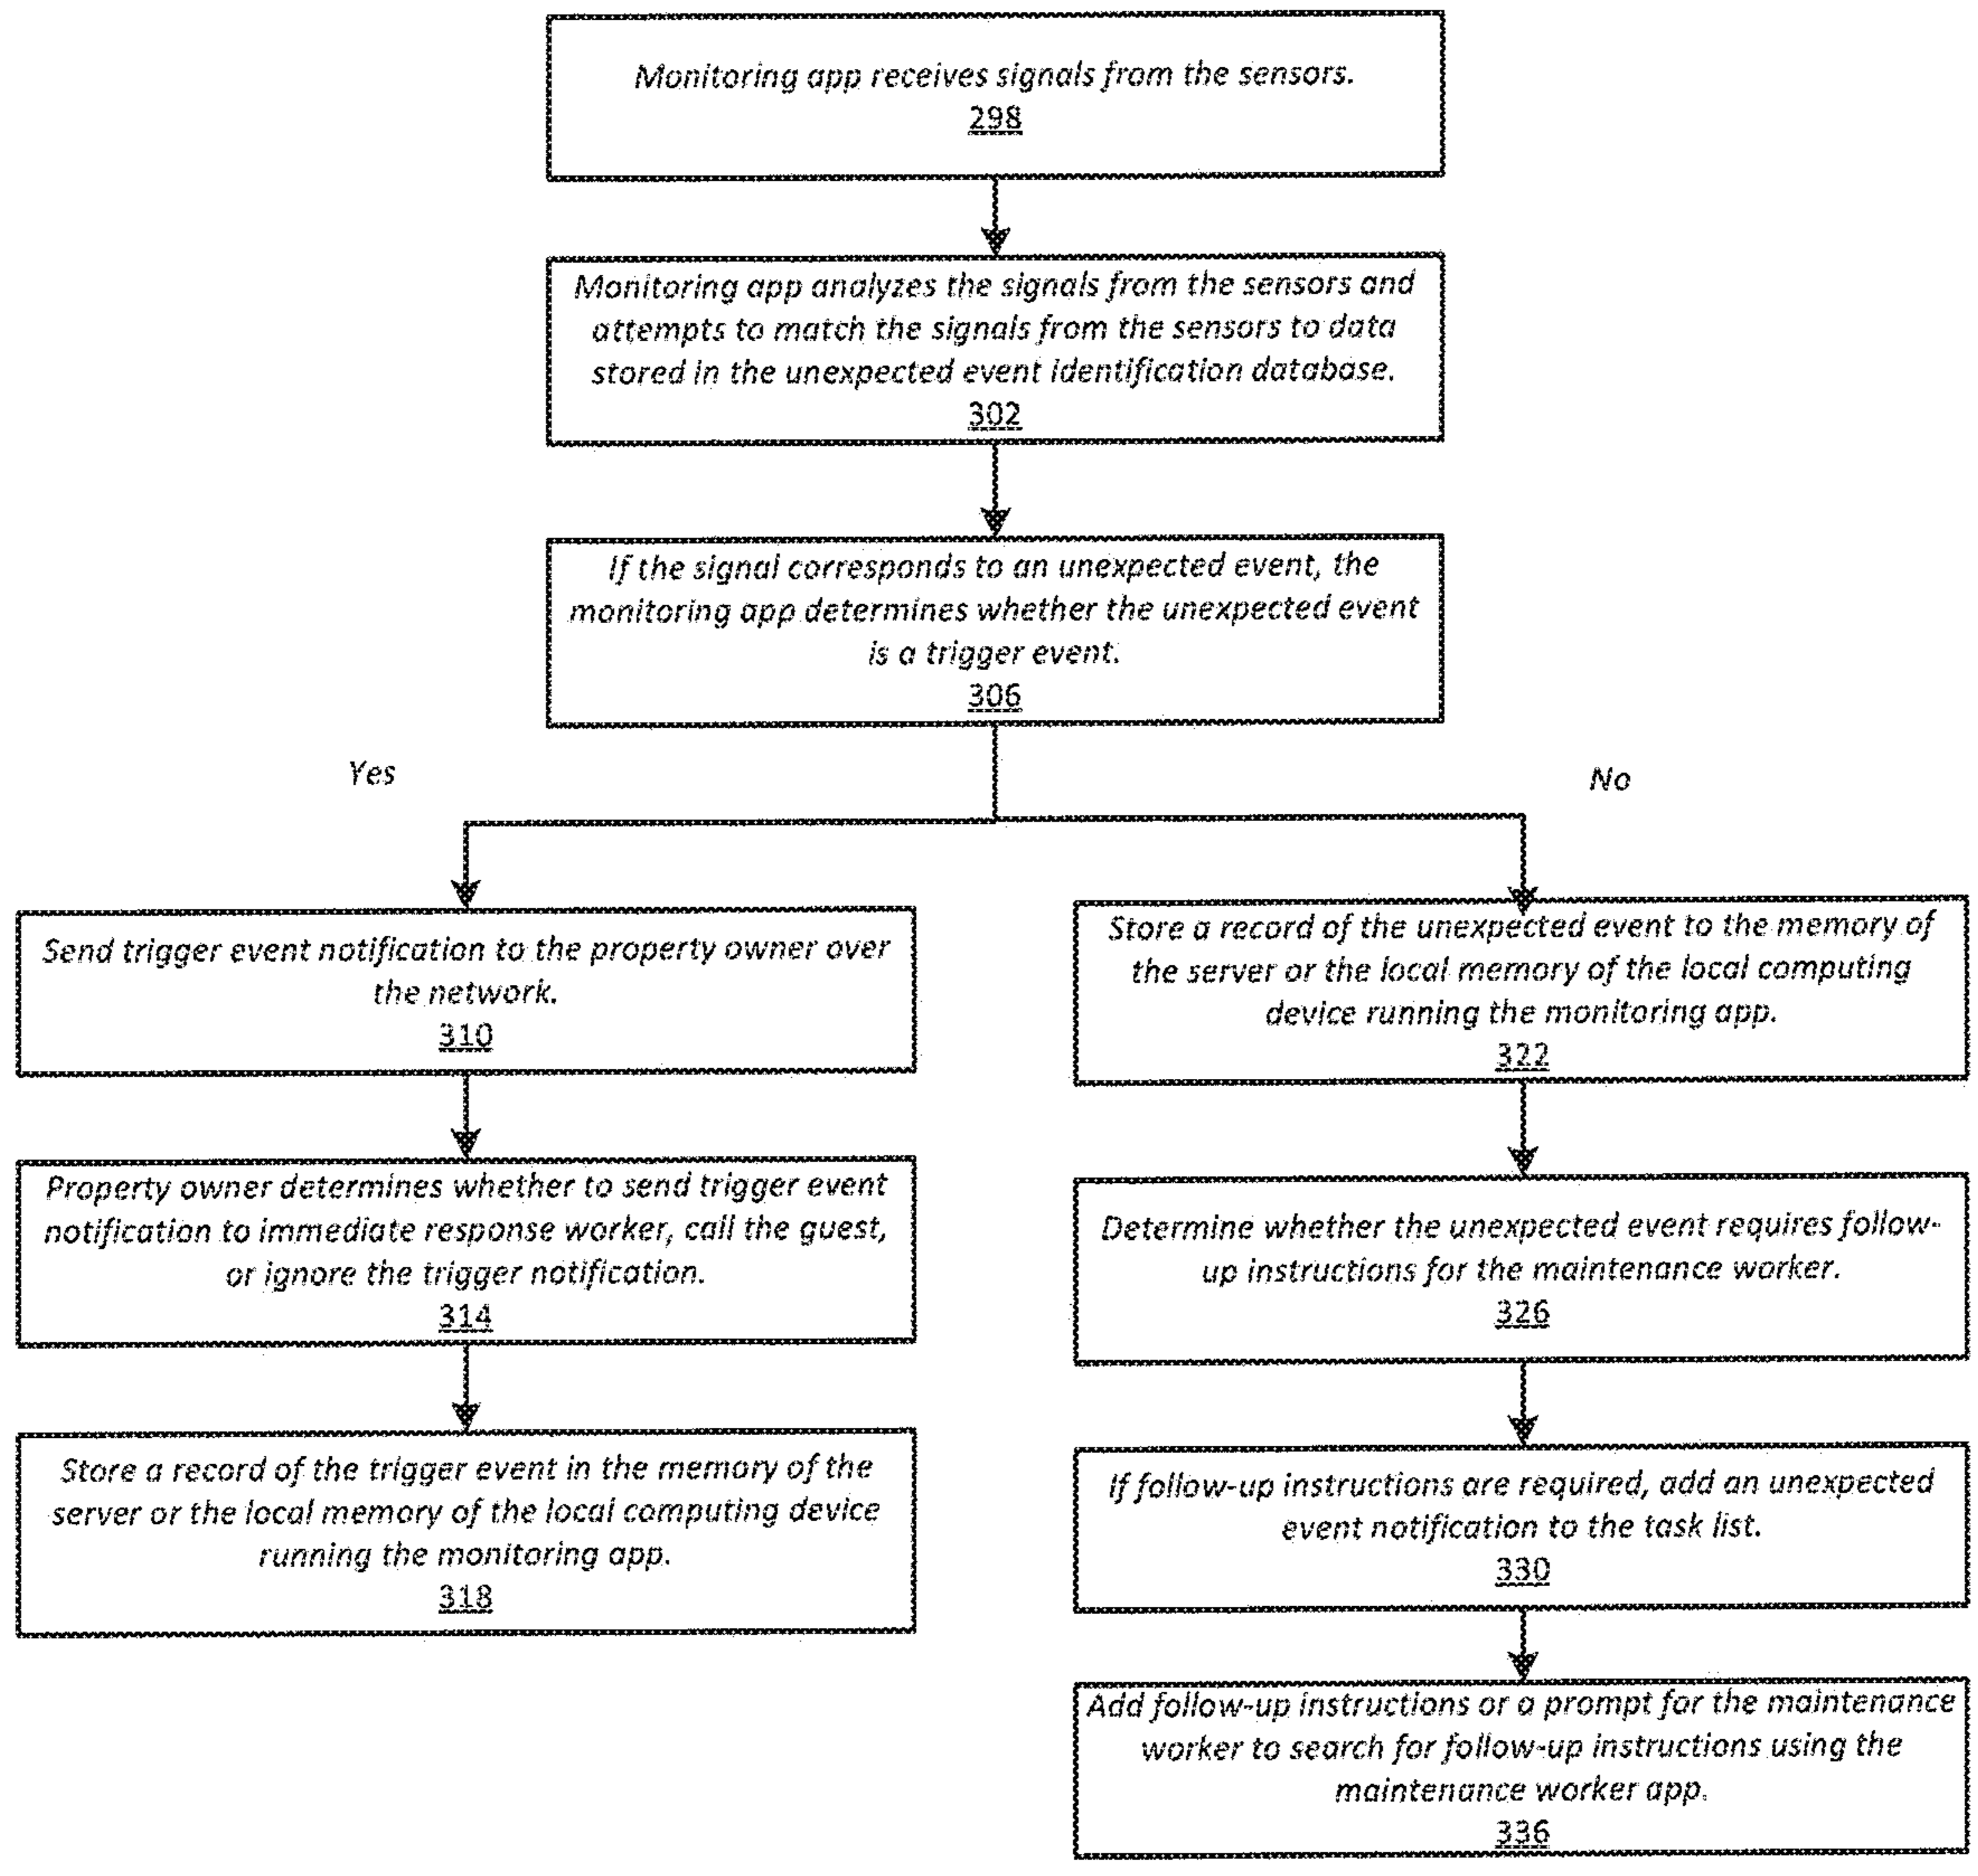 Monitoring app receives signals from the sensors.
298
Monitoring app analyzes the signals from the sensors and
attempts to match the signals from the sensors to data
stored in the unexpected event identification database.
302
If the signal corresponds to an unexpected event, the
monitoring app determines whether the unexpected event
is a trigger event.
306
Yes
No
Send trigger event notification to the property owner over
the network.
310
Property owner determines whether to send trigger event
notification to immediate response worker, call the guest,
or ignore the trigger notification.
314
Store a record of the trigger event in the memory of the
server or the local memory of the local computing device
running the monitoring app.
318
Store a record of the unexpected event to the memory of
the server or the local memory of the local computing
device running the monitoring app.
322
Determine whether the unexpected event requires follow-
up instructions for the maintenance worker.
326
If follow-up instructions are required, add an unexpected
event notification to the task list.
330
Add follow-up instructions or a prompt for the maintenance
worker to search for follow-up instructions using the
maintenance worker app.
336